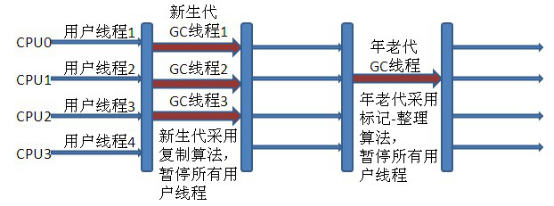 新生代
CPU0 用户线程1 GC线程1
年老代
GC线程
CPU1 用户线程2 GC线程2
CPU2 用户线程3 GC线程3
CPU3 用户线程4
新生代采用
复制算法,
暂停所有用
户线程
年老代采用
标记-整理
算法,
暂停所有用
户线程